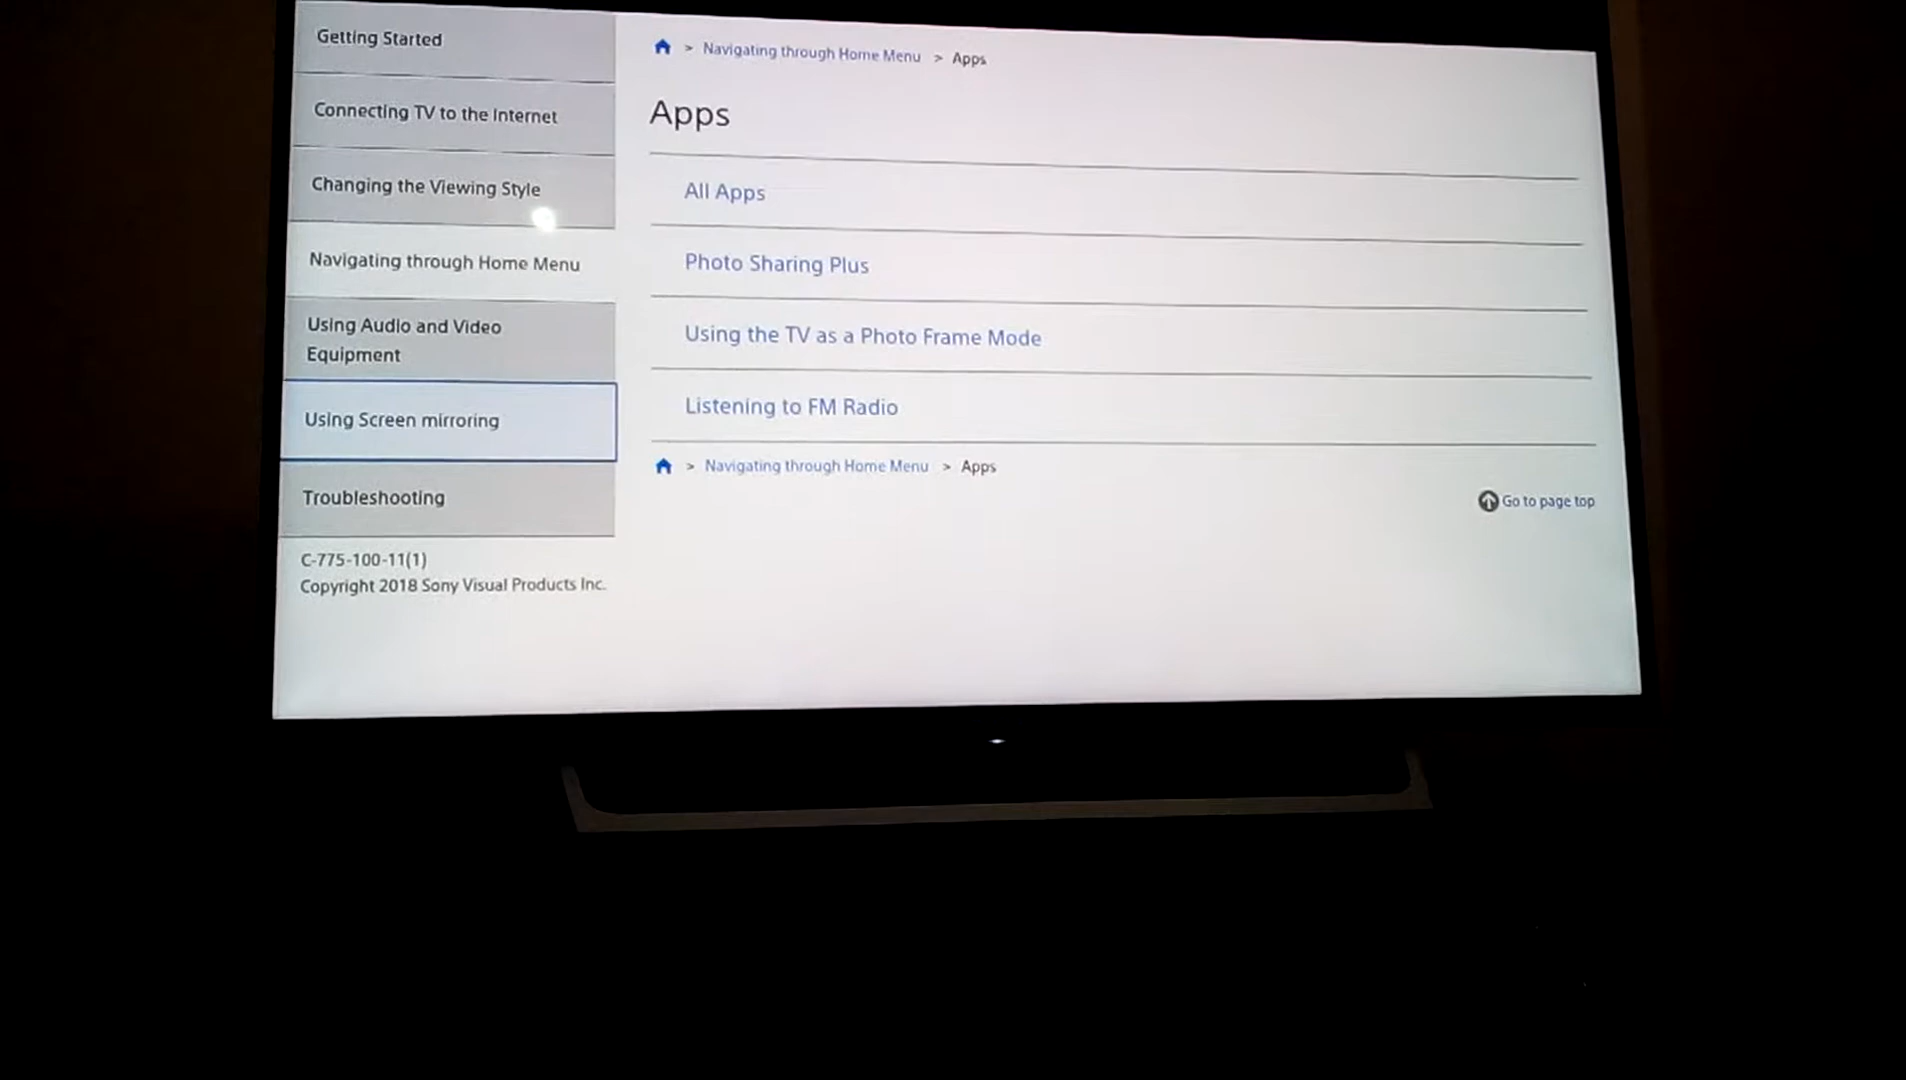 Getting Started
Connecting TV to the Internet
Changing the Viewing Style
Navigating through Home Menu
Using Audio and Video
Equipment
Using Screen mirroring
Troubleshooting
C-775-100-11(1)
Copyright 2018 Sony Visual Products Inc.
> Navigating through Home Menu > Apps
Apps
All Apps
Photo Sharing Plus
Using the TV as a Photo Frame Mode
Listening to FM Radio
> Navigating through Home Menu > Apps
Go to page top